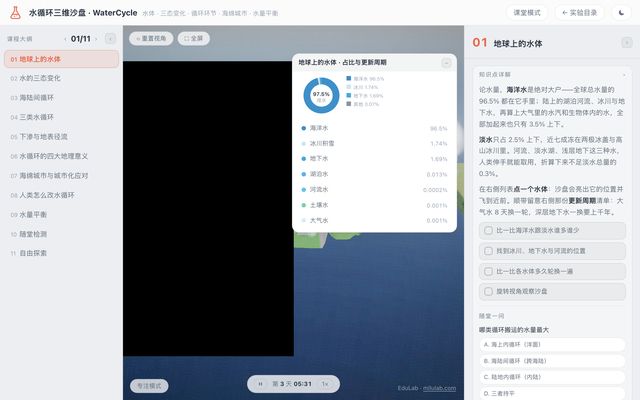 水循环三维沙盘 · WaterCycle
水体 · 三态变化 · 循环环节 · 海绵城市 · 水量平衡
课堂模式
← 实验目录
课程大纲
01/11
01 地球上的水体
02 水的三态变化
03 海陆间循环
04 三类水循环
05 下渗与地表径流
06 水循环的四大地理意义
07 海绵城市与城市化应对
08 人类怎么改水循环
09 水量平衡
10 随堂检测
11 自由探索
重置视角
全屏
地球上的水体 · 占比与更新周期
97.5%
海洋水 96.5%
冰川 1.74%
地下水 1.69%
其他 0.07%
海洋水 96.5%
冰川积雪 1.74%
地下水 1.69%
湖泊水 0.013%
河流水 0.0002%
土壤水 0.001%
大气水 0.001%
专注模式
第 3 天 05:31
1×
EduLab · milulab.com
01 地球上的水体
知识点详解
论水量，海洋水是绝对大户——全球总水量的
96.5% 都在它手里；陆上的湖泊河流、冰川与地
下水，再算上大气里的水汽和生物体内的水，全
部加起来也只有 3.5% 上下。
淡水只占 2.5% 上下，近七成冻在两极冰盖与高
山冰川里。河流、淡水湖、浅层地下水这三种水，
人类伸手就能取用，折算下来不足淡水总量的
0.3%。
在右侧列表点一个水体：沙盘会亮出它的位置并
飞到近前。顺带留意右侧那份更新周期清单：大
气水 8 天换一轮，深层地下水一换要上千年。
比一比海洋水跟淡水谁多谁少
找到冰川、地下水与河流的位置
比一比各水体多久轮换一遍
旋转视角观察沙盘
随堂一问
哪类循环搬运的水量最大
A. 海上内循环（洋面）
B. 海陆间循环（跨海陆）
C. 陆地内循环（内陆）
D. 三者持平